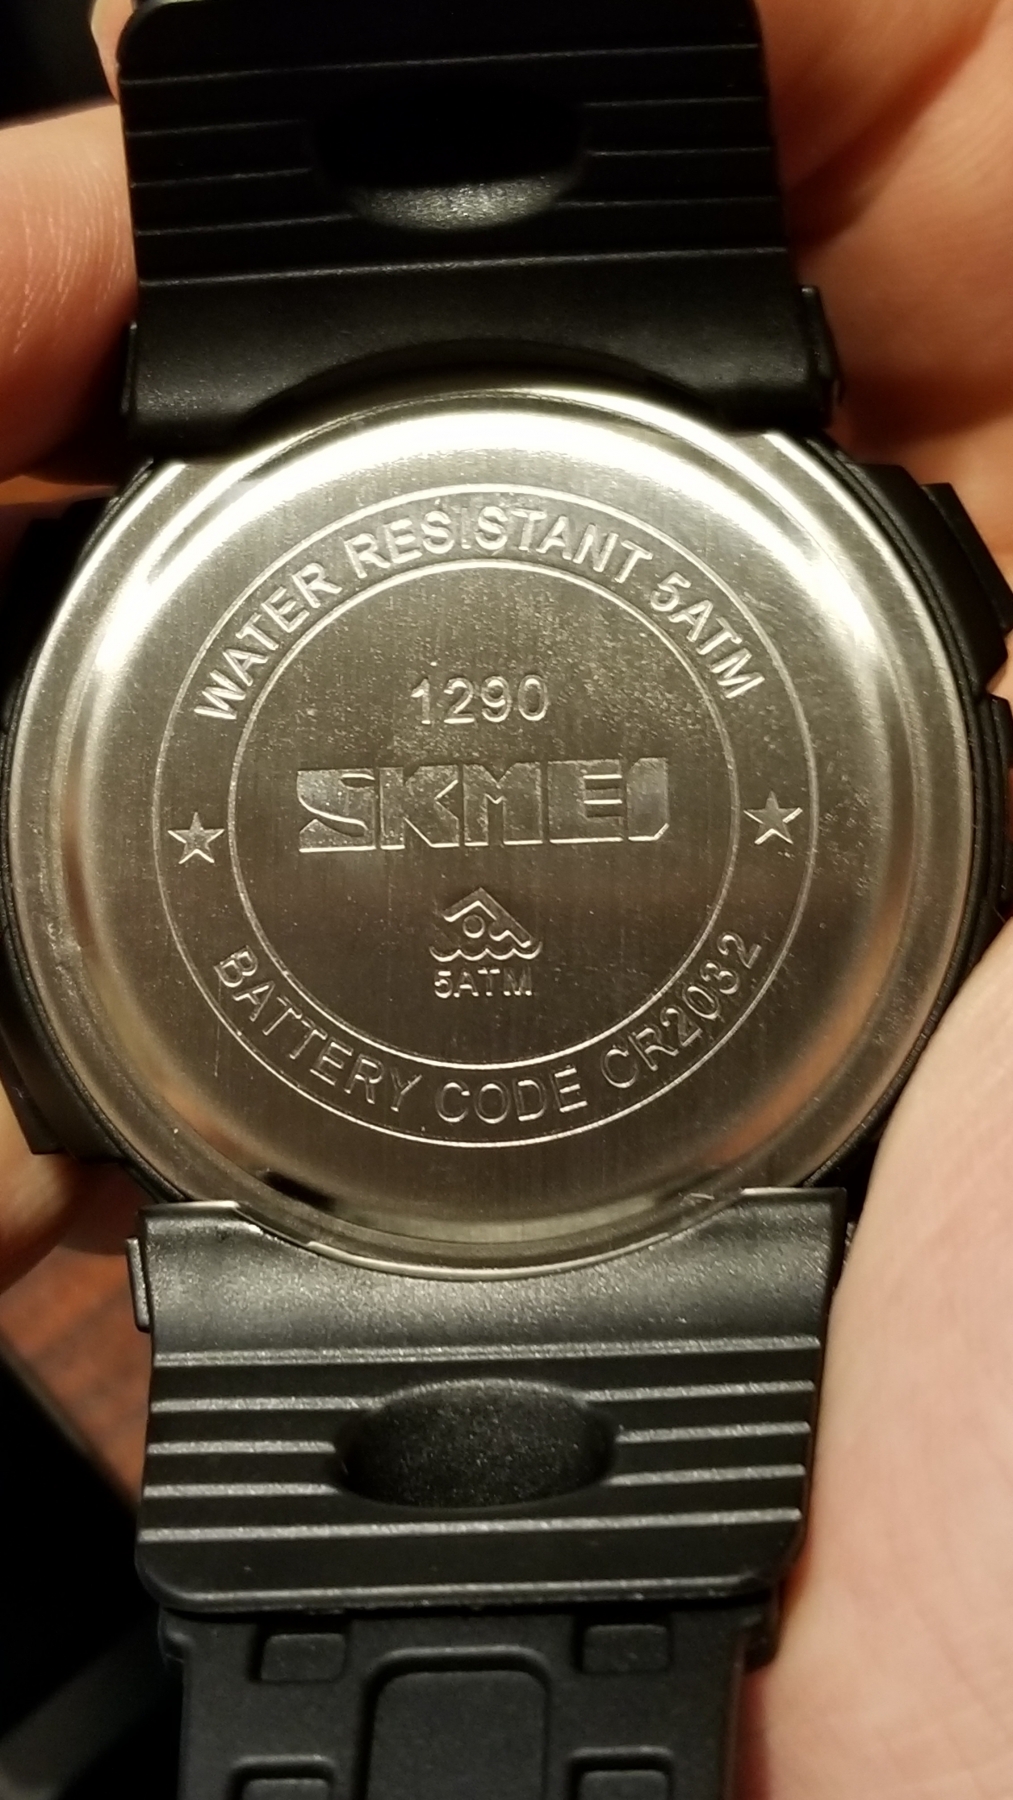 WATER RESISTANT 5ATM
1290
SKMEI
5ATM
BATTERY CODE CR2032